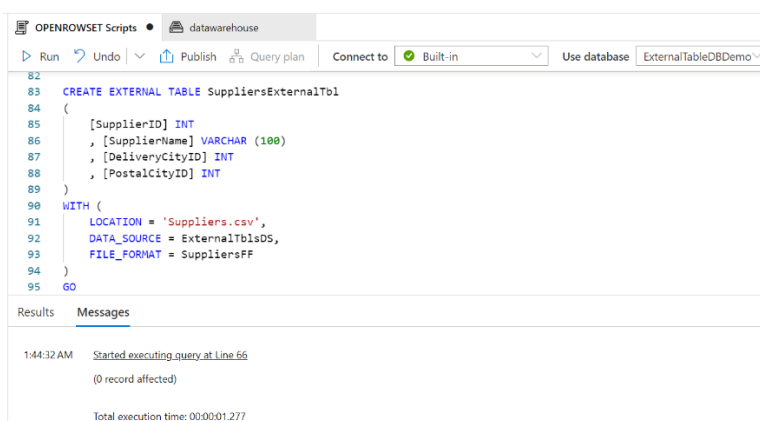 OPENROWSET Scripts ● datawarehouse
Run Undo Publish Query plan Connect to Built-in Use database ExternalTableDBDemo
82
83 CREATE EXTERNAL TABLE SuppliersExternalTbl
84 (
85 [SupplierID] INT
86 , [SupplierName] VARCHAR (100)
87 , [DeliveryCityID] INT
88 , [PostalCityID] INT
89 )
90 WITH (
91 LOCATION = 'Suppliers.csv',
92 DATA_SOURCE = ExternalTblsDS,
93 FILE_FORMAT = SuppliersFF
94 )
95 GO
Results Messages
1:44:32 AM Started executing query at Line 66
(0 record affected)
Total execution time: 00:00:01.277